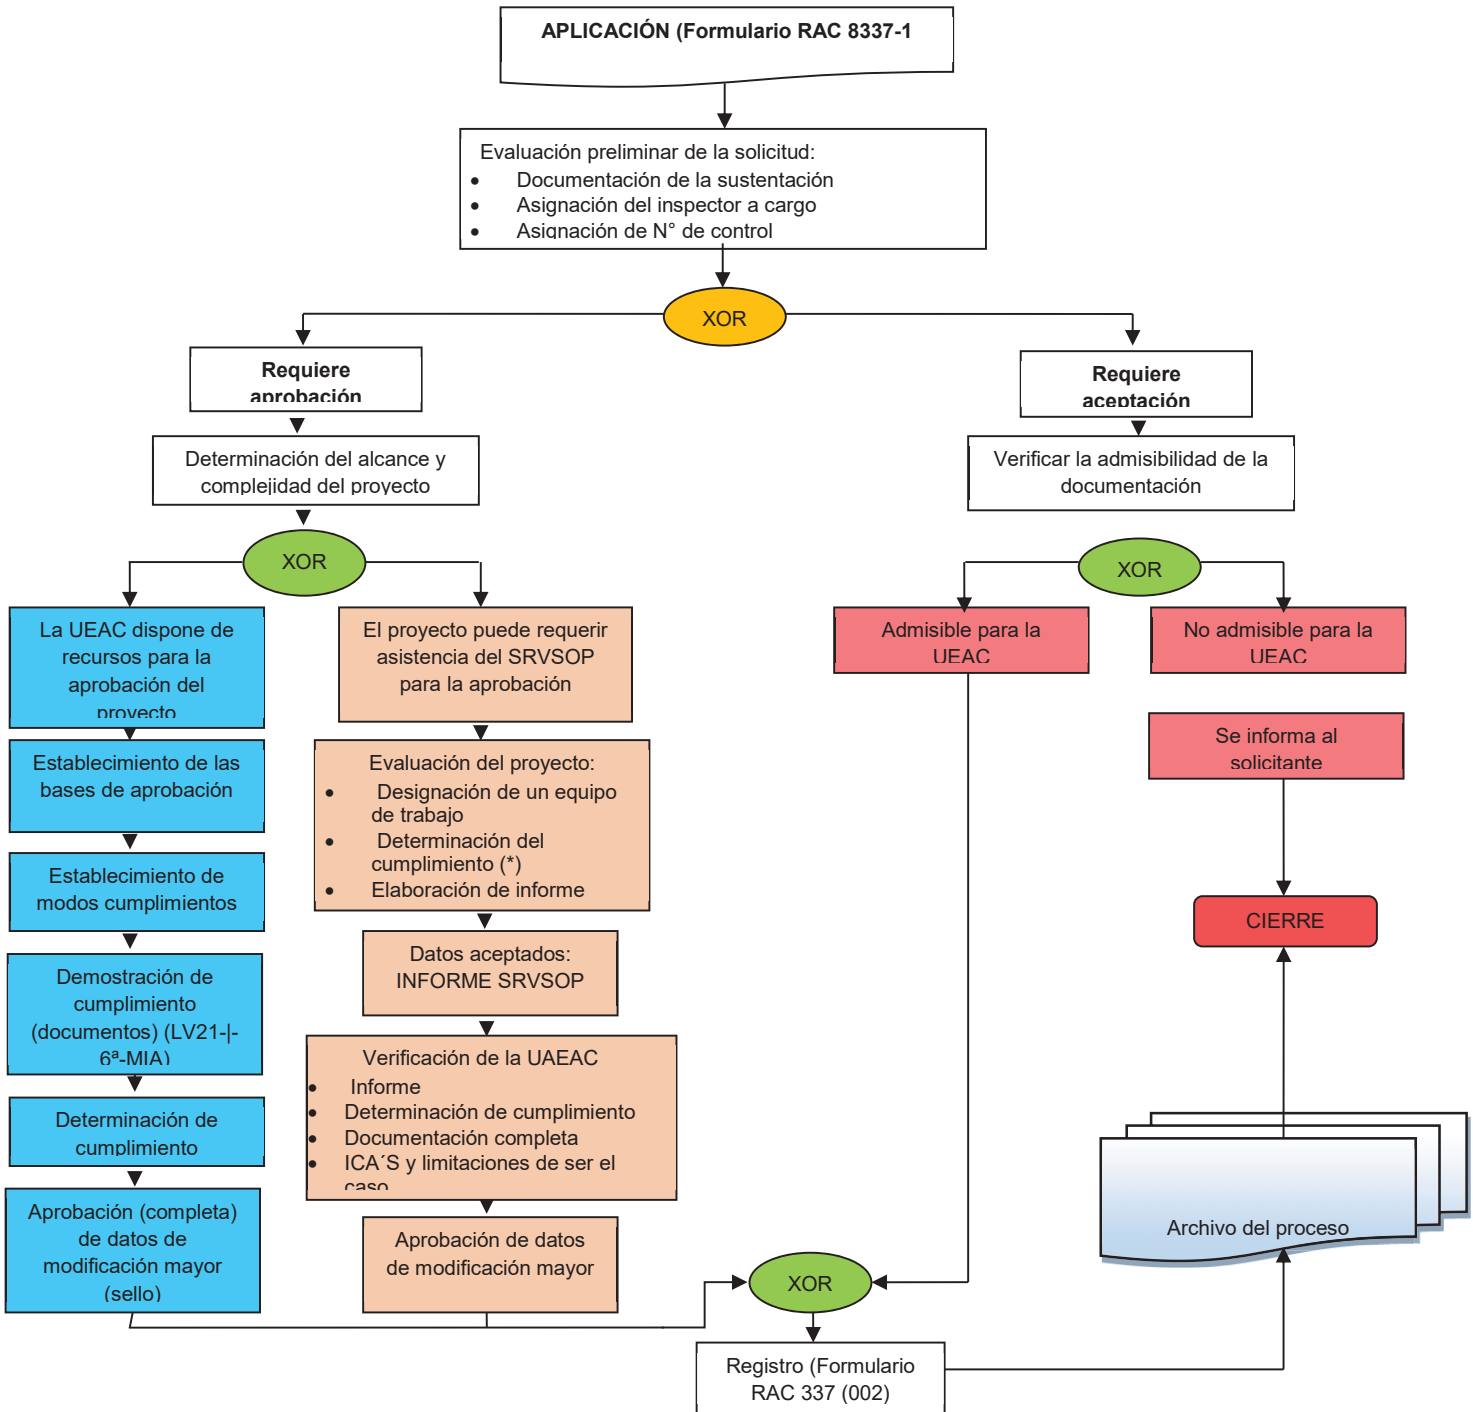 APLICACIÓN (Formulario RAC 8337-1
Evaluación preliminar de la solicitud:
• Documentación de la sustentación
• Asignación del inspector a cargo
• Asignación de N° de control
XOR
Requiere
aprobación
Requiere
aceptación
Determinación del alcance y
complejidad del proyecto
Verificar la admisibilidad de la
documentación
XOR
XOR
La UEAC dispone de
recursos para la
aprobación del
proyecto
El proyecto puede requerir
asistencia del SRVSOP
para la aprobación
Admisible para la
UEAC
No admisible para la
UEAC
Establecimiento de las
bases de aprobación
Evaluación del proyecto:
• Designación de un equipo
de trabajo
• Determinación del
cumplimiento (*)
• Elaboración de informe
Se informa al
solicitante
Establecimiento de
modos cumplimientos
CIERRE
Demostración de
cumplimiento
(documentos) (LV21-|-
6ª-MIA)
Datos aceptados:
INFORME SRVSOP
Verificación de la UAEAC
• Informe
• Determinación de cumplimiento
• Documentación completa
• ICA´S y limitaciones de ser el
caso
Determinación de
cumplimiento
Aprobación (completa)
de datos de
modificación mayor
(sello)
Aprobación de datos
de modificación mayor
Archivo del proceso
XOR
Registro (Formulario
RAC 337 (002)